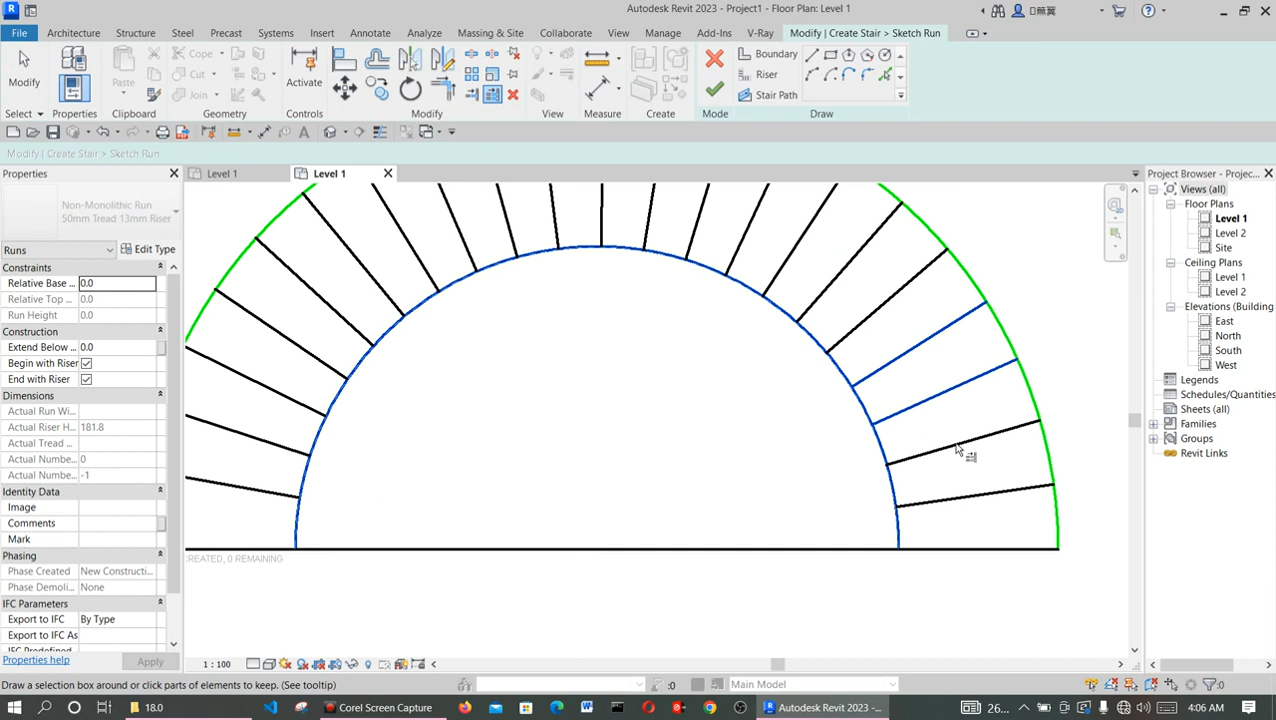 Autodesk Revit 2023 - Project1 - Floor Plan: Level 1
File Architecture Structure Steel Precast Systems Insert Annotate Analyze Massing & Site Collaborate View Manage Add-Ins V-Ray Modify | Create Stair > Sketch Run
Modify Paste Cope Cut Join Activate Boundary Riser Stair Path
Select Properties Clipboard Geometry Controls Modify View Measure Create Mode Draw
Modify | Create Stair > Sketch Run
Properties
Level 1
Level 1
Project Browser - Projec...
Non-Monolithic Run
50mm Tread 13mm Riser
Runs Edit Type
Constraints
Relative Base ... 0.0
Relative Top ... 0.0
Run Height 0.0
Construction
Extend Below ... 0.0
Begin with Riser
End with Riser
Dimensions
Actual Run Wi...
Actual Riser H... 181.8
Actual Tread ...
Actual Numbe... 0
Actual Numbe... -1
Identity Data
Image
Comments
Mark
Phasing
Phase Created New Constructi...
Phase Demoli... None
IFC Parameters
Export to IFC By Type
Export to IFC As
Properties help Apply
CREATED, 0 REMAINING
Views (all)
Floor Plans
Level 1
Level 2
Site
Ceiling Plans
Level 1
Level 2
Elevations (Building
East
North
South
West
Legends
Schedules/Quantities
Sheets (all)
Families
Groups
Revit Links
1 : 100
Draw a selection box around or click parts of elements to keep. (See tooltip)
:0
Main Model
:0
18.0
Corel Screen Capture
Autodesk Revit 2023 -...
26...
4:06 AM